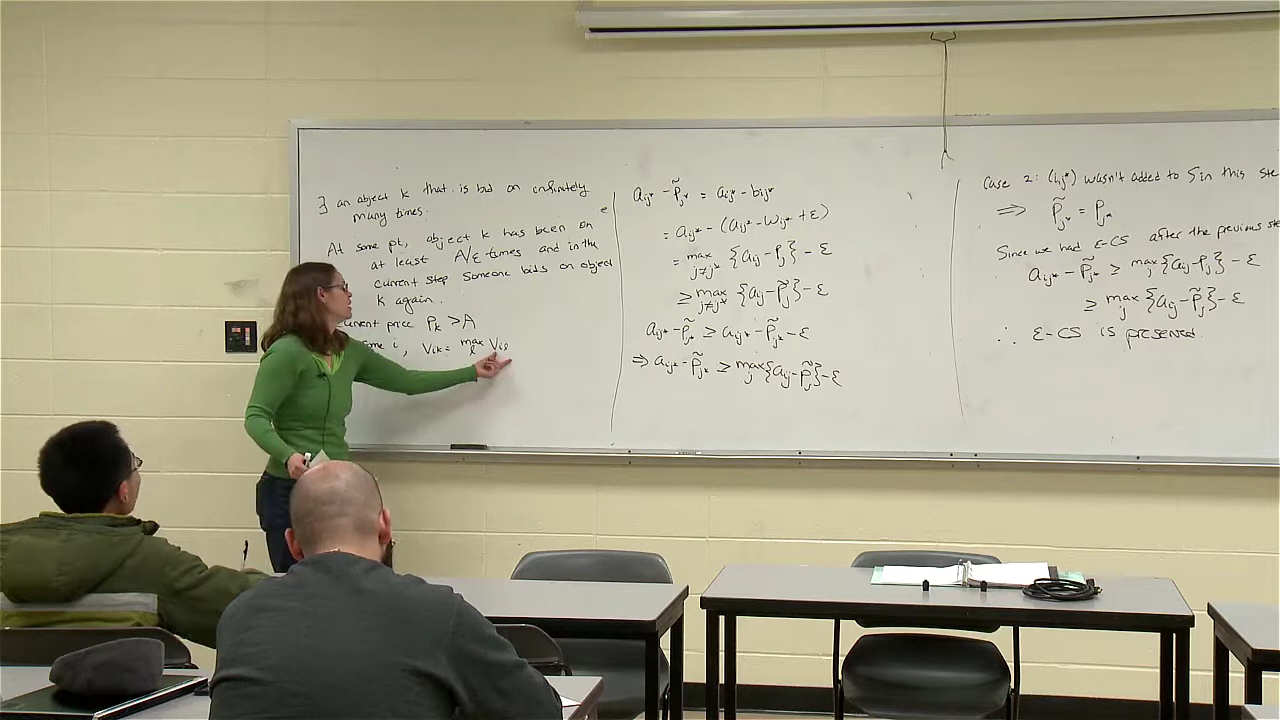 ∃ an object k that is bid on infinitely
many times.
At some pt, object k has been on
at least A/ε times and in the
current step someone bids on object
k again.
current price P_k > A
some i, V_ik = max_l V_il
a_ij* - p̃_j* = a_ij* - b_ij*
= a_ij* - (a_ij* - w_ij* + ε)
= max_{j≠j*} {a_ij - p_j} - ε
≥ max_{j≠j*} {a_ij - p̃_j} - ε
a_ij* - p̃_j* ≥ a_ij* - p̃_j* - ε
⇒ a_ij* - p̃_j* ≥ max_j {a_ij - p̃_j} - ε
Case 2: (i,j*) wasn't added to S in this ste
⇒ p̃_j* = p_j*
Since we had ε-CS after the previous ste
a_ij* - p̃_j* ≥ max_j {a_ij - p_j} - ε
≥ max_j {a_ij - p̃_j} - ε
∴ ε-CS is preserved.